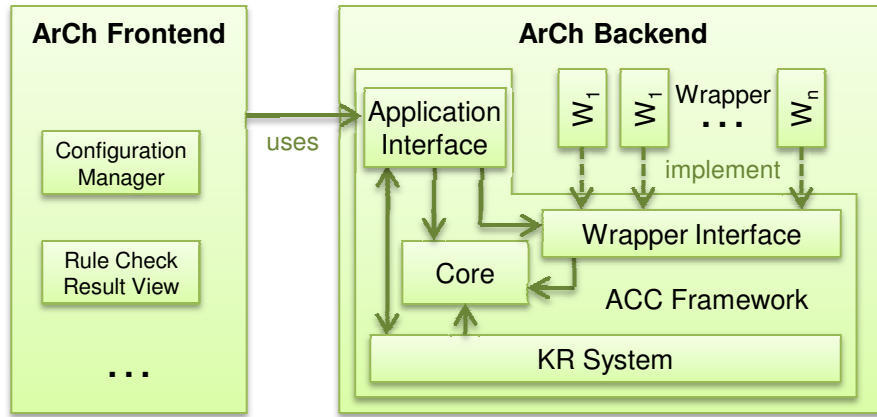 ArCh Frontend
Configuration
Manager
Rule Check
Result View
...
uses
ArCh Backend
Application
Interface
W1
W1
Wrapper
...
Wn
implement
Wrapper Interface
Core
ACC Framework
KR System